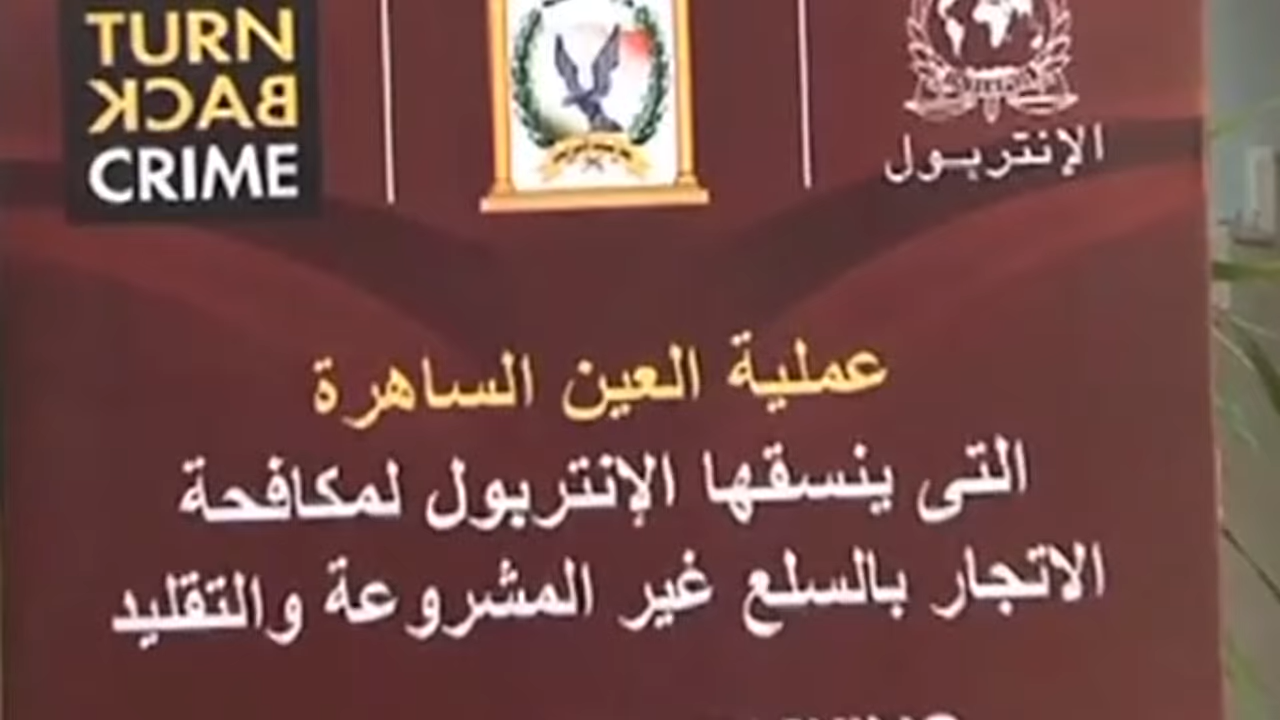 TURN
BACK
CRIME
الإنتربول
عملية العين الساهرة
التى ينسقها الإنتربول لمكافحة
الاتجار بالسلع غير المشروعة والتقليد